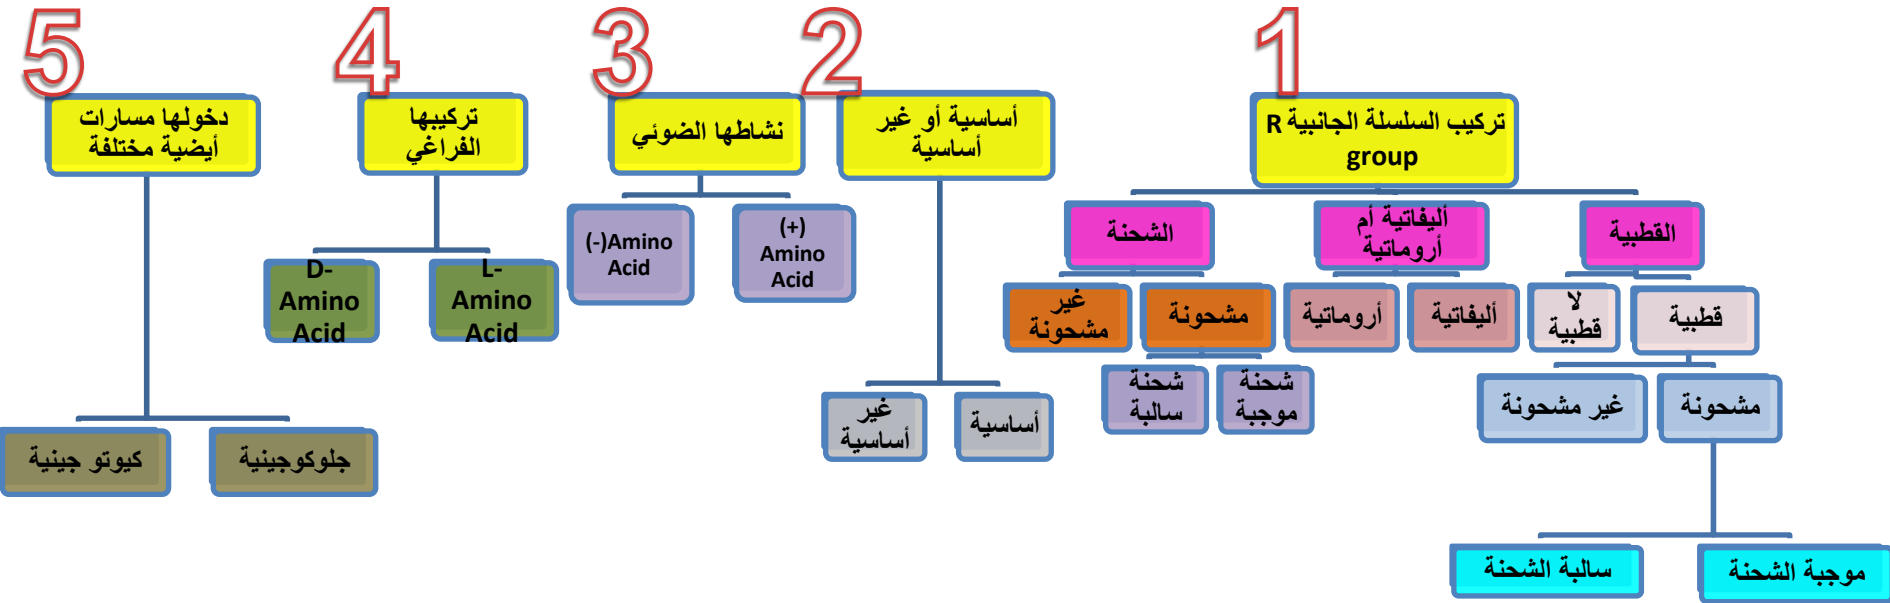 1
تركيب السلسلة الجانبية R
group
القطبية
أليفاتية أم
أروماتية
الشحنة
قطبية
لا
قطبية
أليفاتية
أروماتية
مشحونة
غير
مشحونة
مشحونة
غير مشحونة
شحنة
موجبة
شحنة
سالبة
موجبة الشحنة
سالبة الشحنة
2
أساسية أو غير
أساسية
أساسية
غير
أساسية
3
نشاطها الضوئي
(+)
Amino
Acid
(-)Amino
Acid
4
تركيبها
الفراغي
L-
Amino
Acid
D-
Amino
Acid
5
دخولها مسارات
أيضية مختلفة
جلوكوجينية
كيوتو جينية